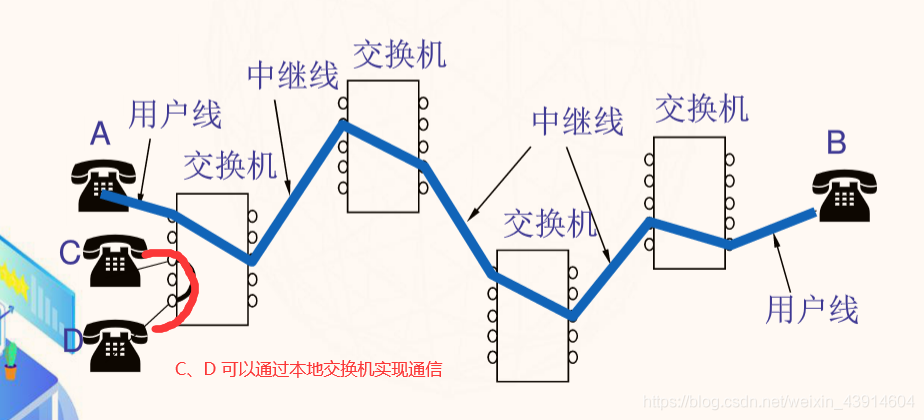 交换机
中继线
用户线
A
交换机
中继线
交换机
B
C
交换机
D
用户线
C、D 可以通过本地交换机实现通信
https://blog.csdn.net/weixin_43914604